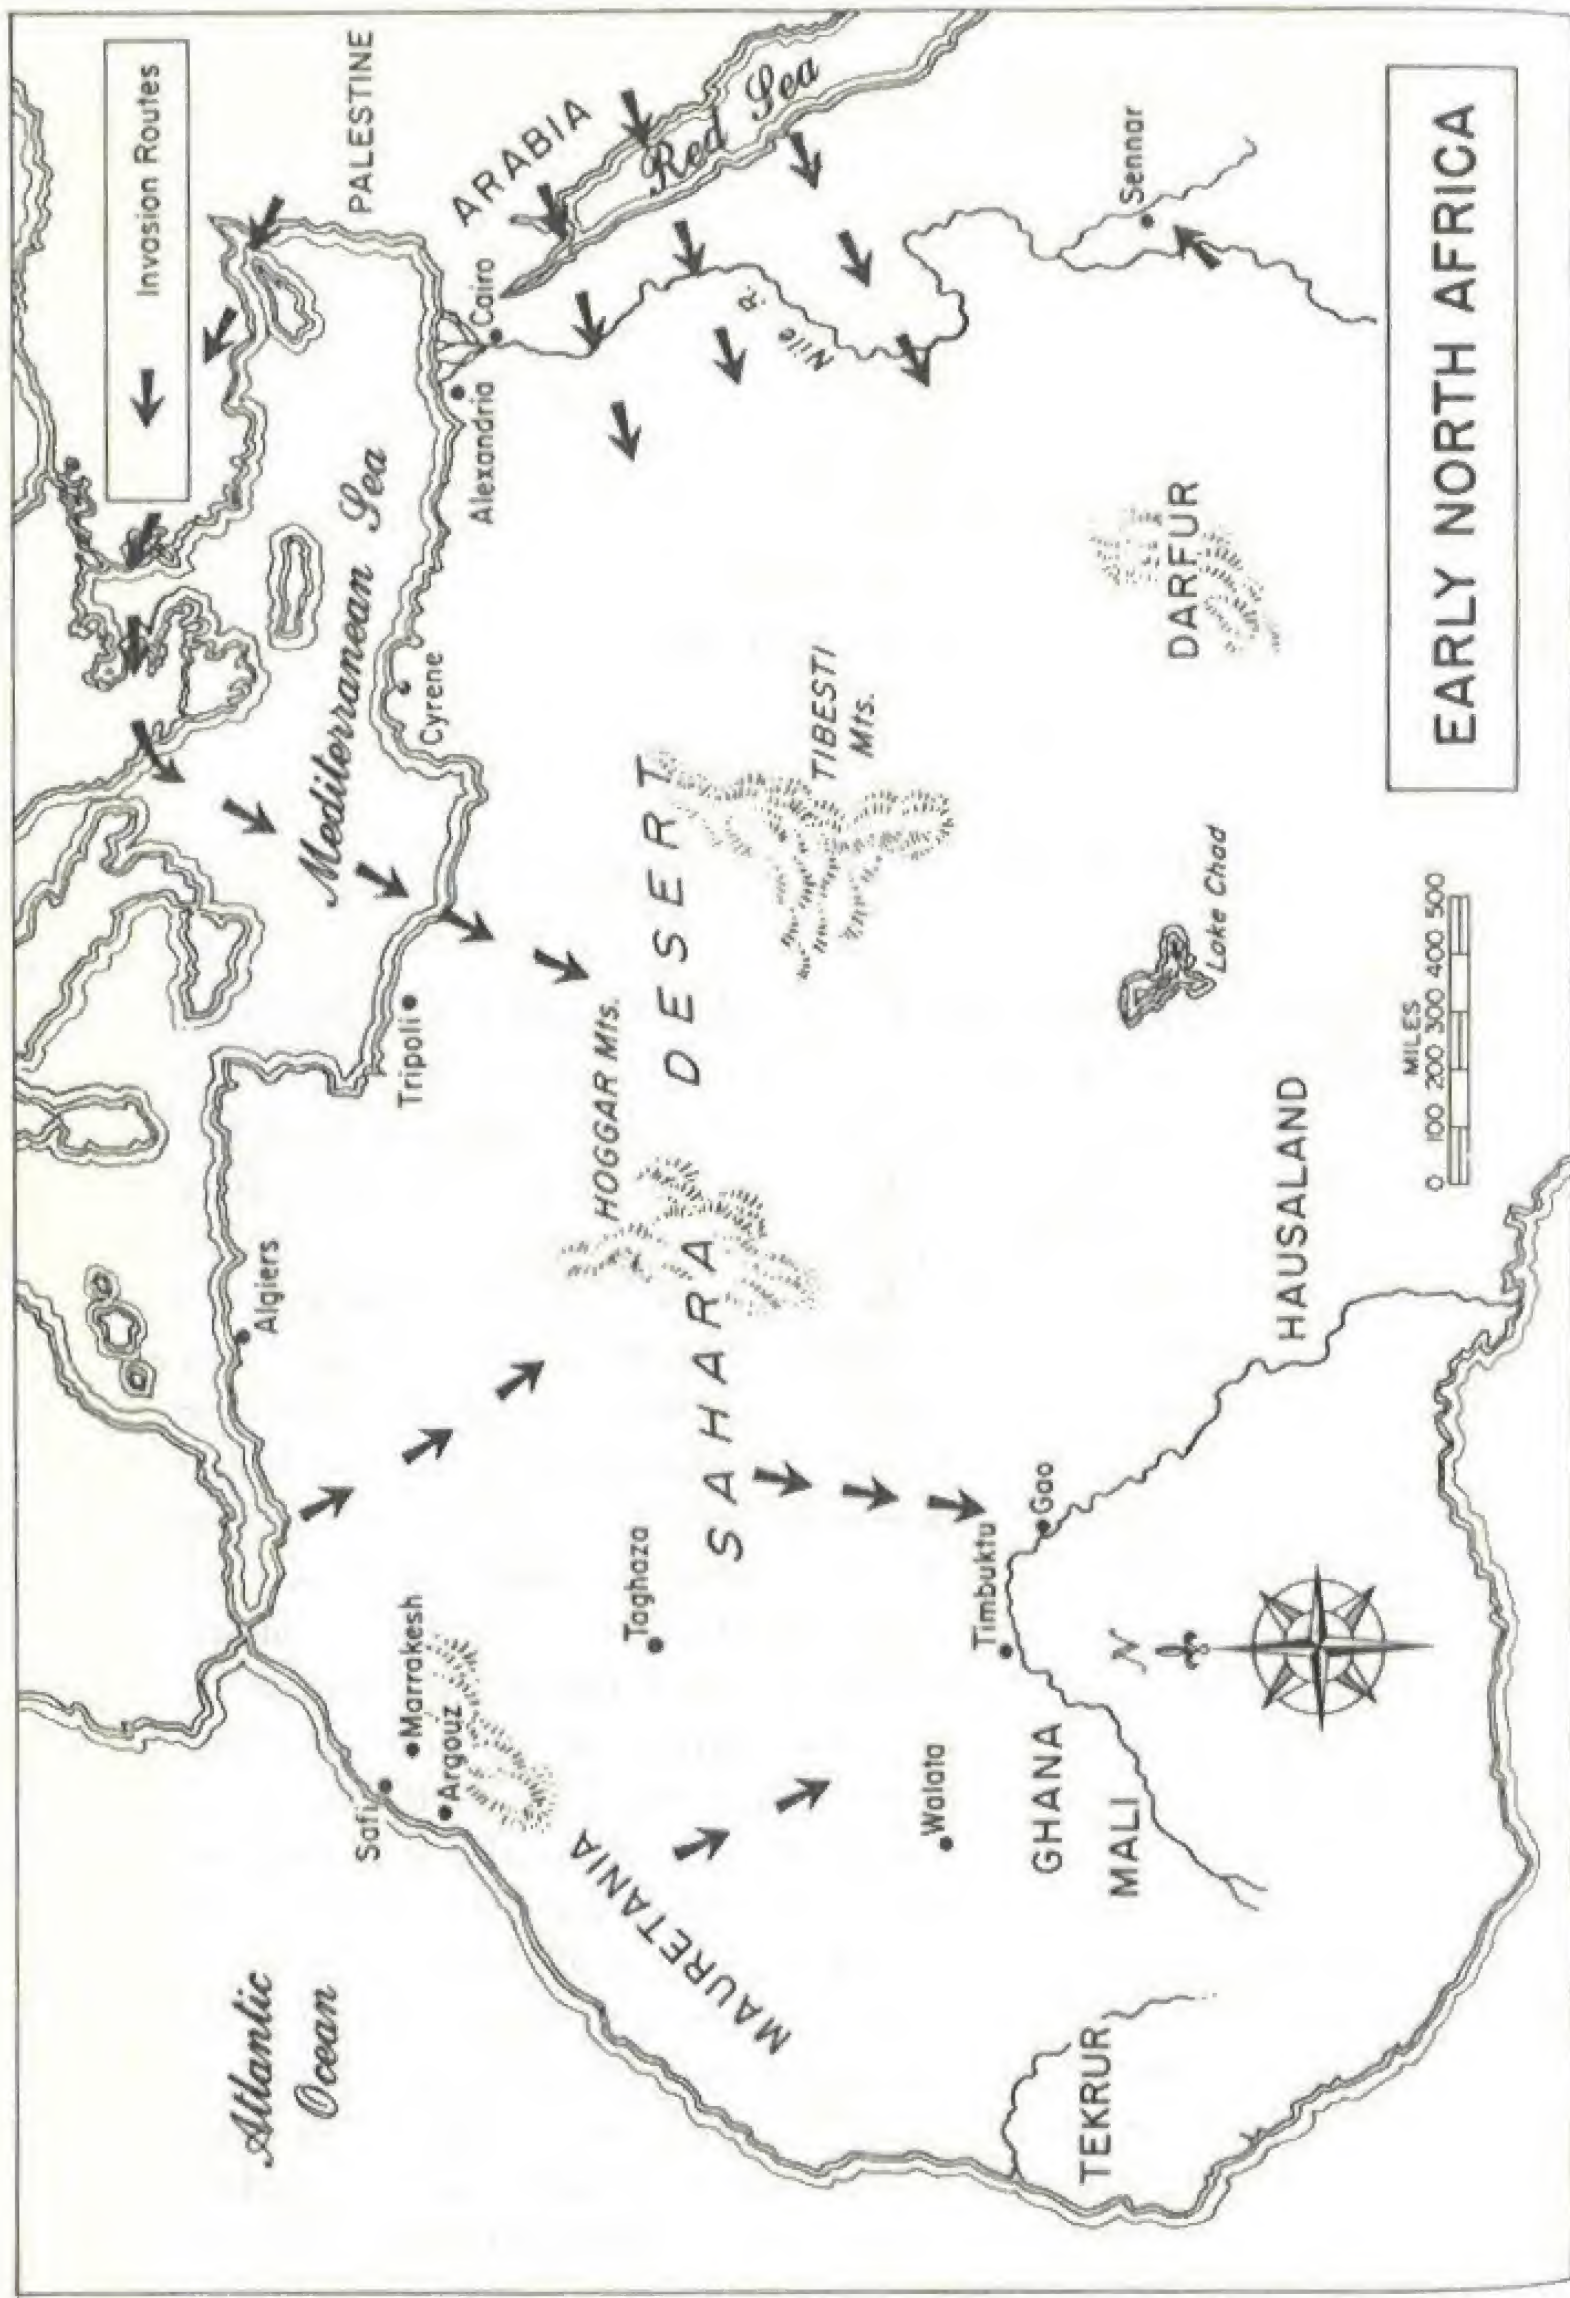 Invasion Routes
PALESTINE
ARABIA
Red Sea
Atlantic
Ocean
Mediterranean Sea
Algiers
Tripoli
Cyrene
Alexandria
Cairo
Nile R.
Safi
Marrakesh
Argouz
MAURETANIA
Taghaza
HOGGAR Mts.
SAHARA DESERT
TIBESTI
Mts.
Walata
Timbuktu
Gao
GHANA
MALI
TEKRUR
N
HAUSALAND
Lake Chad
DARFUR
Sennar
MILES
0 100 200 300 400 500
EARLY NORTH AFRICA